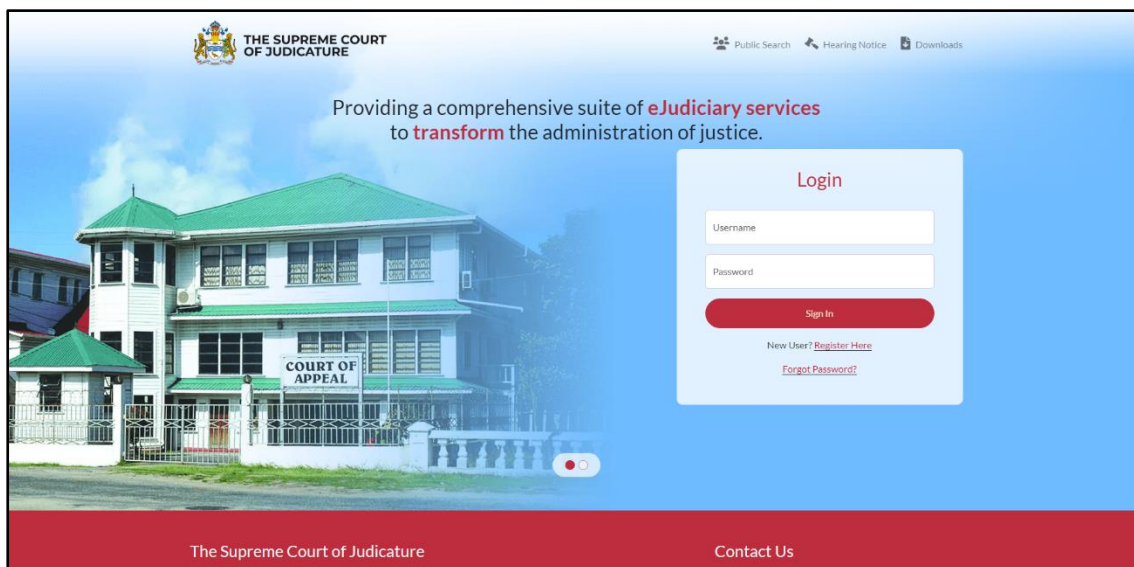 THE SUPREME COURT
OF JUDICATURE
Public Search
Hearing Notice
Downloads
Providing a comprehensive suite of eJudiciary services
to transform the administration of justice.
Login
Username
Password
Sign In
New User? Register Here
Forgot Password?
COURT OF
APPEAL
The Supreme Court of Judicature
Contact Us